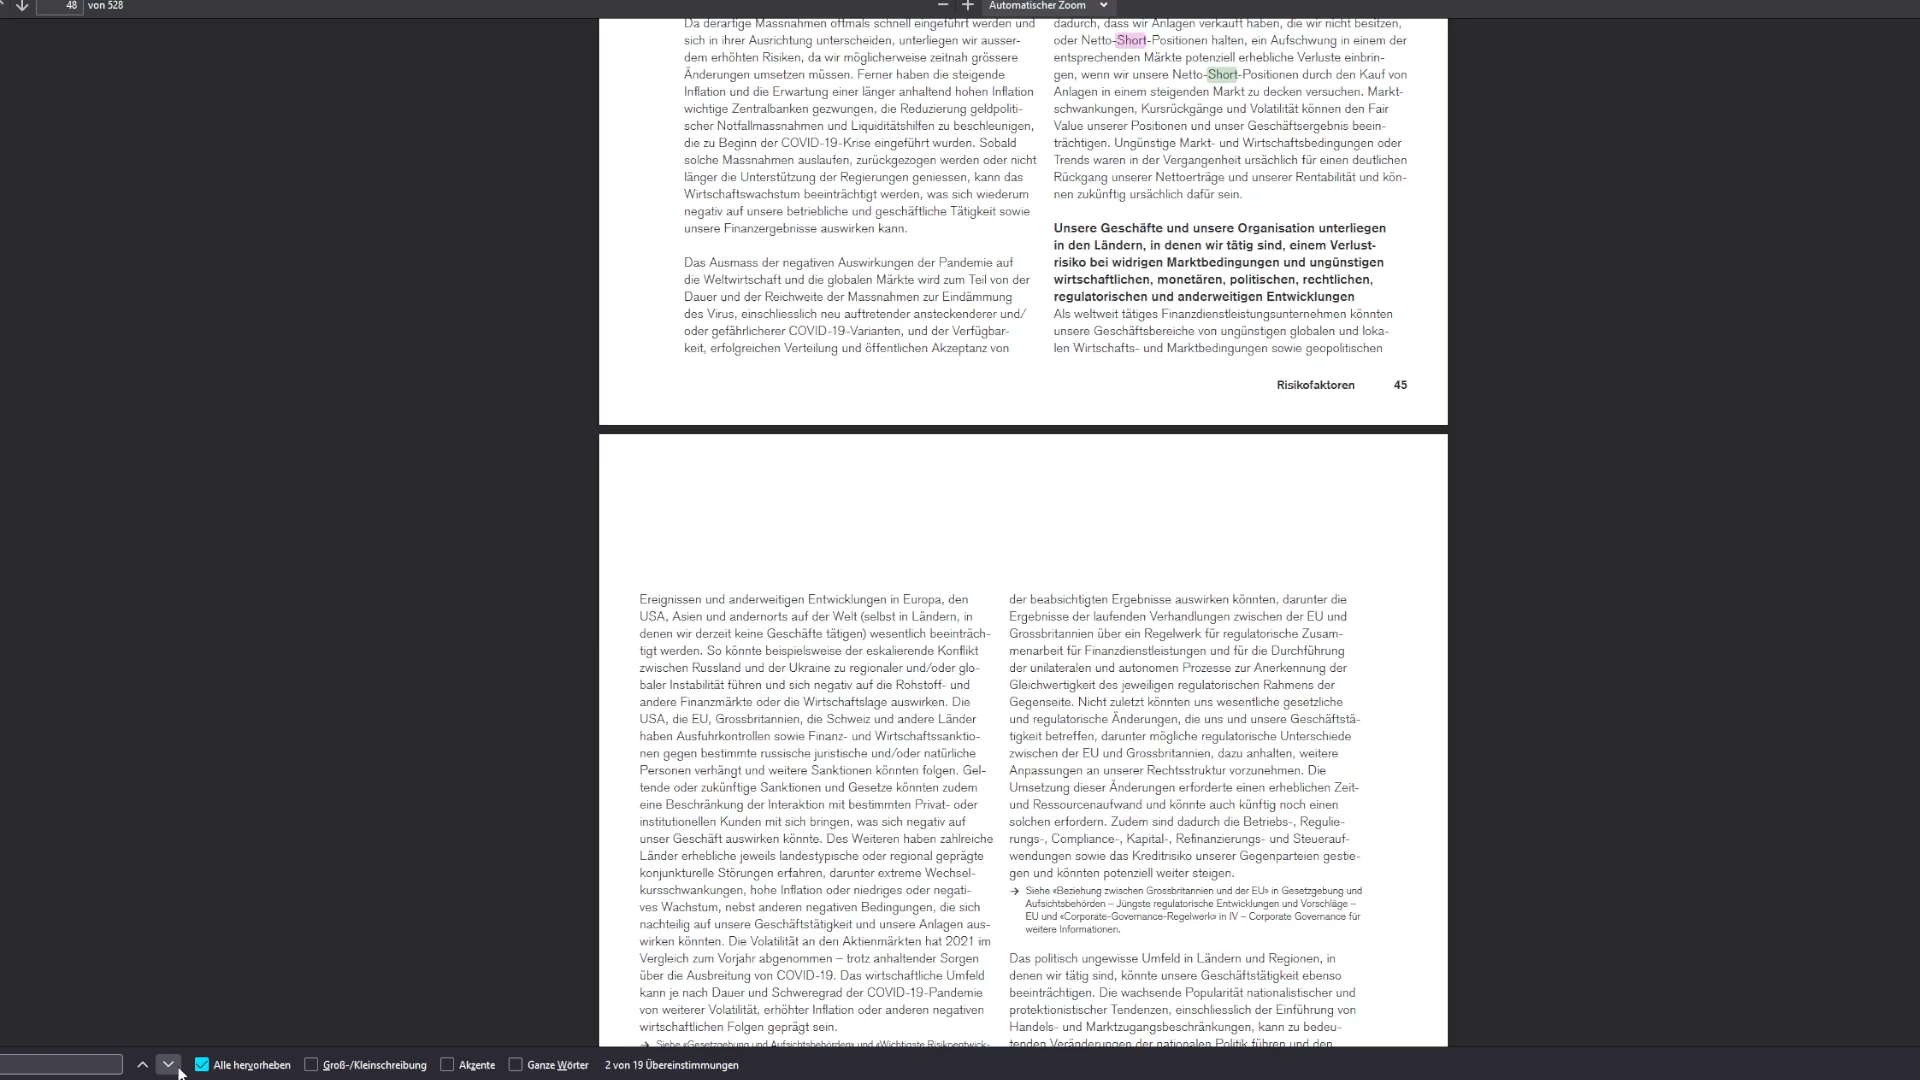 48 von 528
Automatischer Zoom
Da derartige Massnahmen oftmals schnell eingeführt werden und
sich in ihrer Ausrichtung unterscheiden, unterliegen wir ausser-
dem erhöhten Risiken, da wir möglicherweise zeitnah grössere
Änderungen umsetzen müssen. Ferner haben die steigende
Inflation und die Erwartung einer länger anhaltend hohen Inflation
wichtige Zentralbanken gezwungen, die Reduzierung geldpoliti-
scher Notfallmassnahmen und Liquiditätshilfen zu beschleunigen,
die zu Beginn der COVID-19-Krise eingeführt wurden. Sobald
solche Massnahmen auslaufen, zurückgezogen werden oder nicht
länger die Unterstützung der Regierungen geniessen, kann das
Wirtschaftswachstum beeinträchtigt werden, was sich wiederum
negativ auf unsere betriebliche und geschäftliche Tätigkeit sowie
unsere Finanzergebnisse auswirken kann.
Das Ausmass der negativen Auswirkungen der Pandemie auf
die Weltwirtschaft und die globalen Märkte wird zum Teil von der
Dauer und der Reichweite der Massnahmen zur Eindämmung
des Virus, einschliesslich neu auftretender ansteckenderer und/
oder gefährlicherer COVID-19-Varianten, und der Verfügbar-
keit, erfolgreichen Verteilung und öffentlichen Akzeptanz von
dadurch, dass wir Anlagen verkauft haben, die wir nicht besitzen,
oder Netto-Short-Positionen halten, ein Aufschwung in einem der
entsprechenden Märkte potenziell erhebliche Verluste einbrin-
gen, wenn wir unsere Netto-Short-Positionen durch den Kauf von
Anlagen in einem steigenden Markt zu decken versuchen. Markt-
schwankungen, Kursrückgänge und Volatilität können den Fair
Value unserer Positionen und unser Geschäftsergebnis beein-
trächtigen. Ungünstige Markt- und Wirtschaftsbedingungen oder
Trends waren in der Vergangenheit ursächlich für einen deutlichen
Rückgang unserer Nettoerträge und unserer Rentabilität und kön-
nen zukünftig ursächlich dafür sein.
Unsere Geschäfte und unsere Organisation unterliegen
in den Ländern, in denen wir tätig sind, einem Verlust-
risiko bei widrigen Marktbedingungen und ungünstigen
wirtschaftlichen, monetären, politischen, rechtlichen,
regulatorischen und anderweitigen Entwicklungen
Als weltweit tätiges Finanzdienstleistungsunternehmen könnten
unsere Geschäftsbereiche von ungünstigen globalen und loka-
len Wirtschafts- und Marktbedingungen sowie geopolitischen
Risikofaktoren 45
Ereignissen und anderweitigen Entwicklungen in Europa, den
USA, Asien und andernorts auf der Welt (selbst in Ländern, in
denen wir derzeit keine Geschäfte tätigen) wesentlich beeinträch-
tigt werden. So könnte beispielsweise der eskalierende Konflikt
zwischen Russland und der Ukraine zu regionaler und/oder glo-
baler Instabilität führen und sich negativ auf die Rohstoff- und
andere Finanzmärkte oder die Wirtschaftslage auswirken. Die
USA, die EU, Grossbritannien, die Schweiz und andere Länder
haben Ausfuhrkontrollen sowie Finanz- und Wirtschaftssanktio-
nen gegen bestimmte russische juristische und/oder natürliche
Personen verhängt und weitere Sanktionen könnten folgen. Gel-
tende oder zukünftige Sanktionen und Gesetze könnten zudem
eine Beschränkung der Interaktion mit bestimmten Privat- oder
institutionellen Kunden mit sich bringen, was sich negativ auf
unser Geschäft auswirken könnte. Des Weiteren haben zahlreiche
Länder erhebliche jeweils landestypische oder regional geprägte
konjunkturelle Störungen erfahren, darunter extreme Wechsel-
kursschwankungen, hohe Inflation oder niedriges oder negati-
ves Wachstum, nebst anderen negativen Bedingungen, die sich
nachteilig auf unsere Geschäftstätigkeit und unsere Anlagen aus-
wirken könnten. Die Volatilität an den Aktienmärkten hat 2021 im
Vergleich zum Vorjahr abgenommen – trotz anhaltender Sorgen
über die Ausbreitung von COVID-19. Das wirtschaftliche Umfeld
kann je nach Dauer und Schweregrad der COVID-19-Pandemie
von weiterer Volatilität, erhöhter Inflation oder anderen negativen
wirtschaftlichen Folgen geprägt sein.
→ Siehe «Gesetzgebung und Aufsichtsbehörden» und «Wichtigste Risikoentwick-
der beabsichtigten Ergebnisse auswirken könnten, darunter die
Ergebnisse der laufenden Verhandlungen zwischen der EU und
Grossbritannien über ein Regelwerk für regulatorische Zusam-
menarbeit für Finanzdienstleistungen und für die Durchführung
der unilateralen und autonomen Prozesse zur Anerkennung der
Gleichwertigkeit des jeweiligen regulatorischen Rahmens der
Gegenseite. Nicht zuletzt könnten uns wesentliche gesetzliche
und regulatorische Änderungen, die uns und unsere Geschäftstä-
tigkeit betreffen, darunter mögliche regulatorische Unterschiede
zwischen der EU und Grossbritannien, dazu anhalten, weitere
Anpassungen an unserer Rechtsstruktur vorzunehmen. Die
Umsetzung dieser Änderungen erforderte einen erheblichen Zeit-
und Ressourcenaufwand und könnte auch künftig noch einen
solchen erfordern. Zudem sind dadurch die Betriebs-, Regulie-
rungs-, Compliance-, Kapital-, Refinanzierungs- und Steuerauf-
wendungen sowie das Kreditrisiko unserer Gegenparteien gestie-
gen und könnten potenziell weiter steigen.
→ Siehe «Beziehung zwischen Grossbritannien und der EU» in Gesetzgebung und
Aufsichtsbehörden – Jüngste regulatorische Entwicklungen und Vorschläge –
EU und «Corporate-Governance-Regelwerk» in IV – Corporate Governance für
weitere Informationen.
Das politisch ungewisse Umfeld in Ländern und Regionen, in
denen wir tätig sind, könnte unsere Geschäftstätigkeit ebenso
beeinträchtigen. Die wachsende Popularität nationalistischer und
protektionistischer Tendenzen, einschliesslich der Einführung von
Handels- und Marktzugangsbeschränkungen, kann zu bedeu-
tenden Veränderungen der nationalen Politik führen und den
Alle hervorheben Groß-/Kleinschreibung Akzente Ganze Wörter 2 von 19 Übereinstimmungen